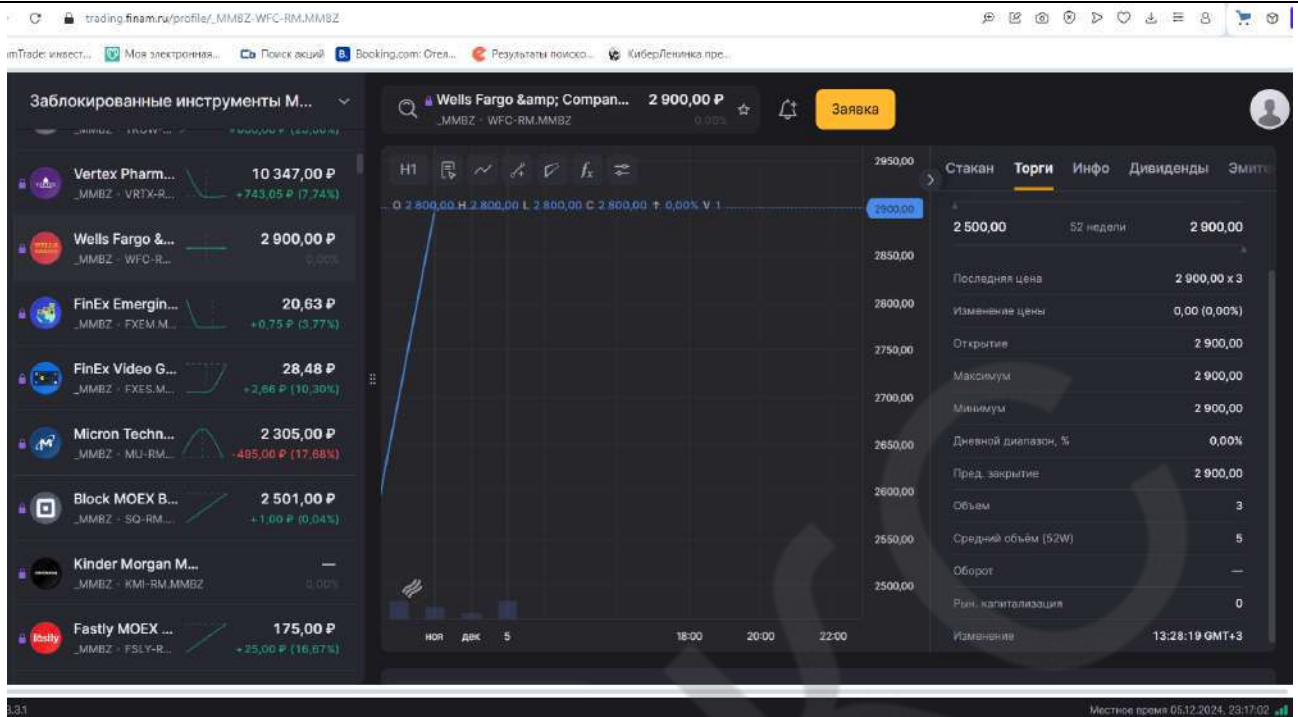 trading.finam.ru/profile/_MMBZ-WFC-RM.MMBZ
mTrade: инвест... Моя электронная... Поиск акций Booking.com: Отел... Результаты поиско... КиберЛенинка пре...
Заблокированные инструменты М...
Wells Fargo &amp; Compan... 2 900,00 ₽
_MMBZ · WFC-RM.MMBZ 0,00%
Заявка
Vertex Pharm... 10 347,00 ₽
_MMBZ · VRTX-R... +743,05 ₽ (7,74%)
Wells Fargo &... 2 900,00 ₽
_MMBZ · WFC-R... 0,00%
FinEx Emergin... 20,63 ₽
_MMBZ · FXEM.M... +0,75 ₽ (3,77%)
FinEx Video G... 28,48 ₽
_MMBZ · FXES.M... +2,66 ₽ (10,30%)
Micron Techn... 2 305,00 ₽
_MMBZ · MU-RM.... -495,00 ₽ (17,68%)
Block MOEX B... 2 501,00 ₽
_MMBZ · SQ-RM.... +1,00 ₽ (0,04%)
Kinder Morgan M... —
_MMBZ · KMI-RM.MMBZ 0,00%
Fastly MOEX ... 175,00 ₽
_MMBZ · FSLY-R... +25,00 ₽ (16,67%)
H1
O 2 800,00 H 2 800,00 L 2 800,00 C 2 800,00 ↑ 0,00% V 1
2950,00
2900,00
2850,00
2800,00
2750,00
2700,00
2650,00
2600,00
2550,00
2500,00
ноя дек 5 18:00 20:00 22:00
Стакан Торги Инфо Дивиденды Эмите
2 500,00 52 недели 2 900,00
Последняя цена 2 900,00 x 3
Изменение цены 0,00 (0,00%)
Открытие 2 900,00
Максимум 2 900,00
Минимум 2 900,00
Дневной диапазон, % 0,00%
Пред. закрытие 2 900,00
Объем 3
Средний объём (52W) 5
Оборот —
Рын. капитализация 0
Изменение 13:28:19 GMT+3
3.3.1
Местное время 05.12.2024, 23:17:02